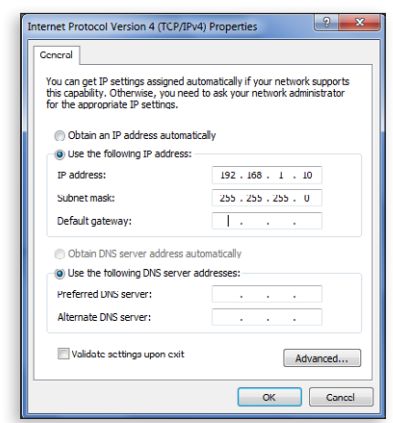 Internet Protocol Version 4 (TCP/IPv4) Properties
General
You can get IP settings assigned automatically if your network supports
this capability. Otherwise, you need to ask your network administrator
for the appropriate IP settings.
Obtain an IP address automatically
Use the following IP address:
IP address: 192 . 168 . 1 . 10
Subnet mask: 255 . 255 . 255 . 0
Default gateway: . . .
Obtain DNS server address automatically
Use the following DNS server addresses:
Preferred DNS server: . . .
Alternate DNS server: . . .
Validate settings upon exit
Advanced...
OK Cancel